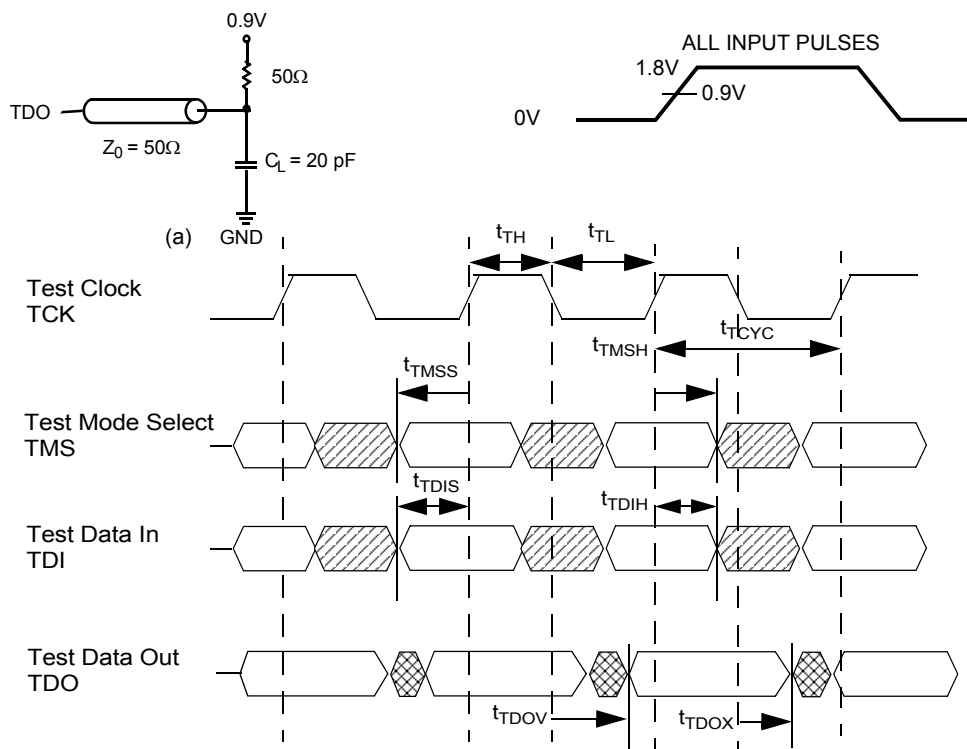 0.9V
50Ω
TDO
Z0 = 50Ω
CL = 20 pF
(a) GND
ALL INPUT PULSES
1.8V
0.9V
0V
tTH
tTL
Test Clock
TCK
tTCYC
tTMSH
tTMSS
Test Mode Select
TMS
tTDIS
tTDIH
Test Data In
TDI
Test Data Out
TDO
tTDOV
tTDOX